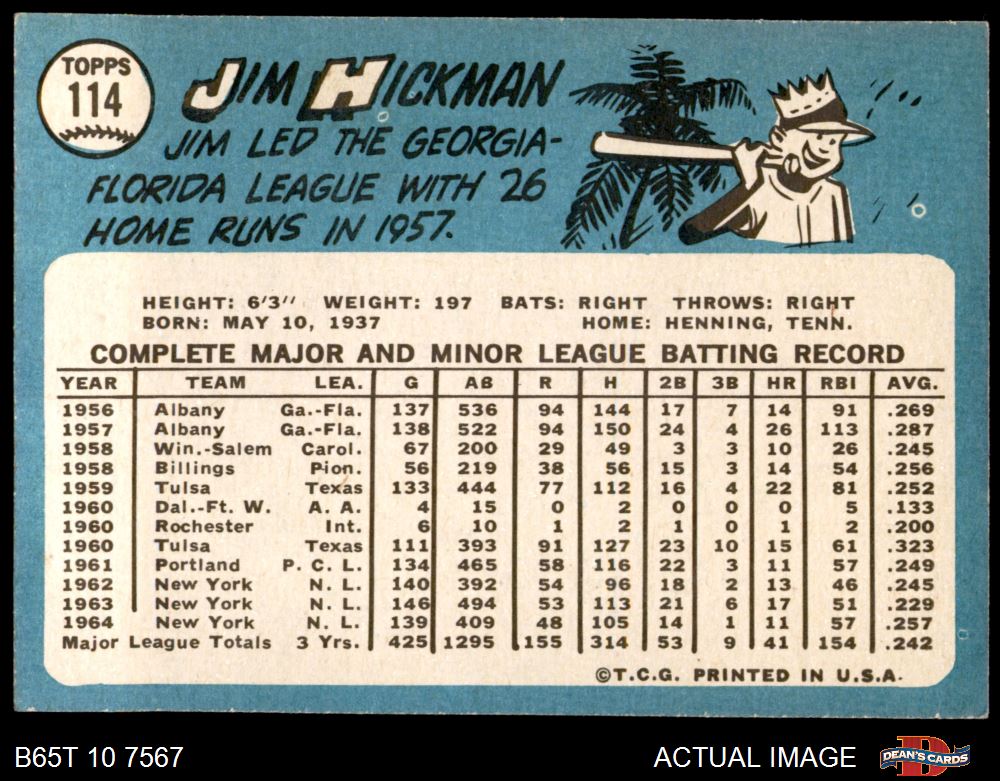 TOPPS
114
JIM HICKMAN
JIM LED THE GEORGIA-
FLORIDA LEAGUE WITH 26
HOME RUNS IN 1957.
HEIGHT: 6'3" WEIGHT: 197 BATS: RIGHT THROWS: RIGHT
BORN: MAY 10, 1937 HOME: HENNING, TENN.
COMPLETE MAJOR AND MINOR LEAGUE BATTING RECORD
YEAR TEAM LEA. G AB R H 2B 3B HR RBI AVG.
1956 Albany Ga.-Fla. 137 536 94 144 17 7 14 91 .269
1957 Albany Ga.-Fla. 138 522 94 150 24 4 26 113 .287
1958 Win.-Salem Carol. 67 200 29 49 3 3 10 26 .245
1958 Billings Pion. 56 219 38 56 15 3 14 54 .256
1959 Tulsa Texas 133 444 77 112 16 4 22 81 .252
1960 Dal.-Ft. W. A. A. 4 15 0 2 0 0 0 5 .133
1960 Rochester Int. 6 10 1 2 1 0 1 2 .200
1960 Tulsa Texas 111 393 91 127 23 10 15 61 .323
1961 Portland P. C. L. 134 465 58 116 22 3 11 57 .249
1962 New York N. L. 140 392 54 96 18 2 13 46 .245
1963 New York N. L. 146 494 53 113 21 6 17 51 .229
1964 New York N. L. 139 409 48 105 14 1 11 57 .257
Major League Totals 3 Yrs. 425 1295 155 314 53 9 41 154 .242
©T.C.G. PRINTED IN U.S.A.
B65T 10 7567 ACTUAL IMAGE DEAN'S CARDS